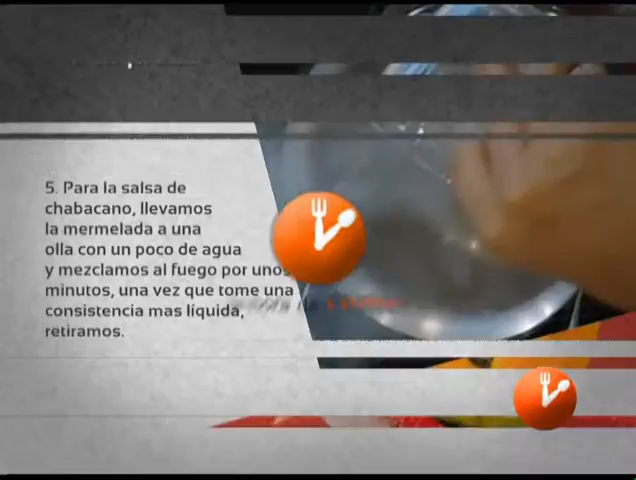 5. Para la salsa de
chabacano, llevamos
la mermelada a una
olla con un poco de agua
y mezclamos al fuego por unos
minutos, una vez que tome una
consistencia mas líquida,
retiramos.